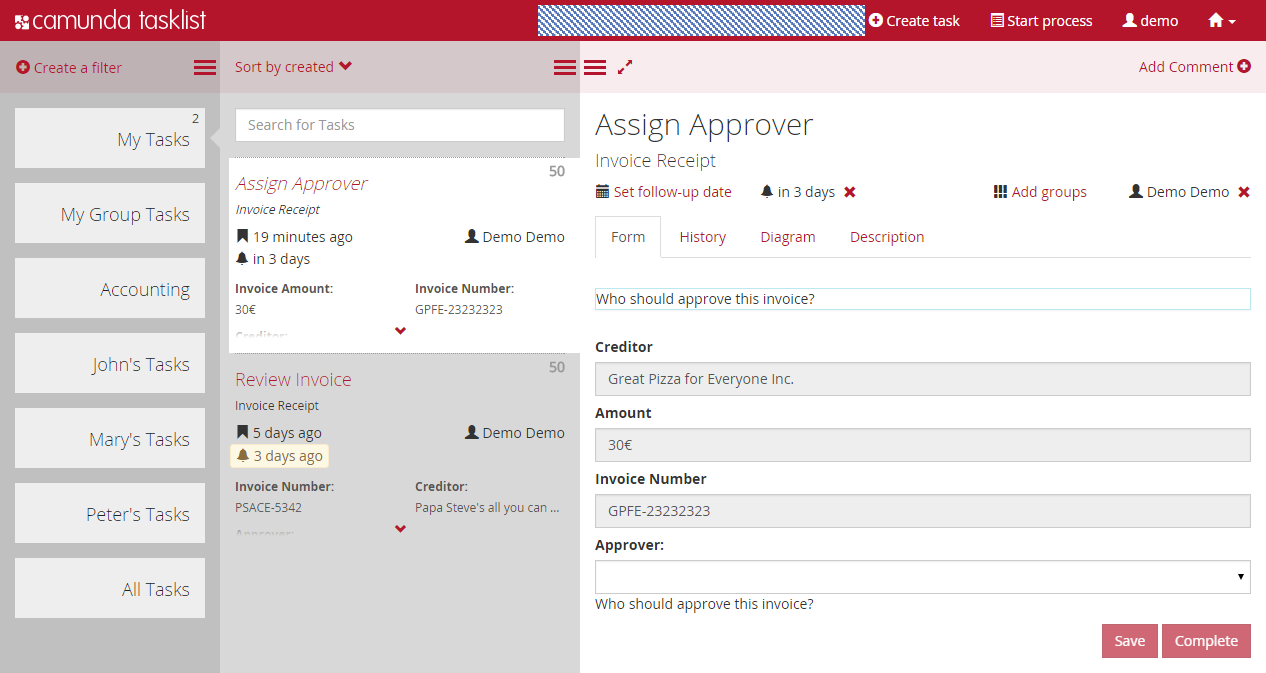 camunda tasklist
Create task
Start process
demo
Create a filter
Sort by created
Add Comment
2
My Tasks
My Group Tasks
Accounting
John's Tasks
Mary's Tasks
Peter's Tasks
All Tasks
Search for Tasks
50
Assign Approver
Invoice Receipt
19 minutes ago
Demo Demo
in 3 days
Invoice Amount:
Invoice Number:
30€
GPFE-23232323
Creditor:
50
Review Invoice
Invoice Receipt
5 days ago
Demo Demo
3 days ago
Invoice Number:
Creditor:
PSACE-5342
Papa Steve's all you can ...
Approver:
Assign Approver
Invoice Receipt
Set follow-up date
in 3 days
Add groups
Demo Demo
Form
History
Diagram
Description
Who should approve this invoice?
Creditor
Great Pizza for Everyone Inc.
Amount
30€
Invoice Number
GPFE-23232323
Approver:
Who should approve this invoice?
Save
Complete